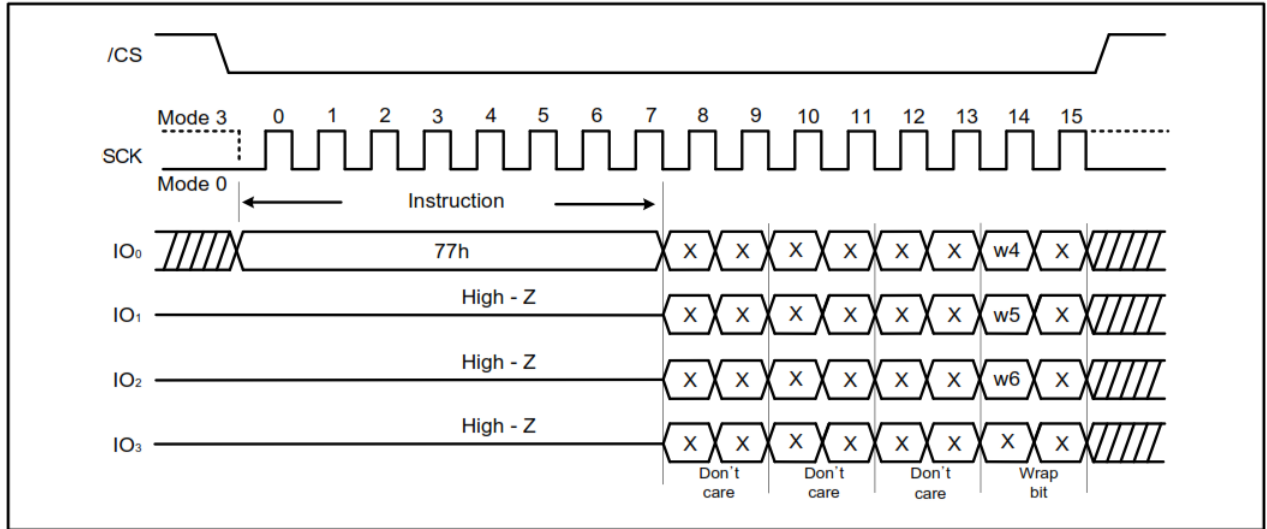 /CS
Mode 3 0 1 2 3 4 5 6 7 8 9 10 11 12 13 14 15
SCK
Mode 0
Instruction
IO₀ 77h X X X X X X w4 X
High - Z
IO₁ X X X X X X w5 X
High - Z
IO₂ X X X X X X w6 X
High - Z
IO₃ X X X X X X X X
Don't Don't Don't Wrap
care care care bit